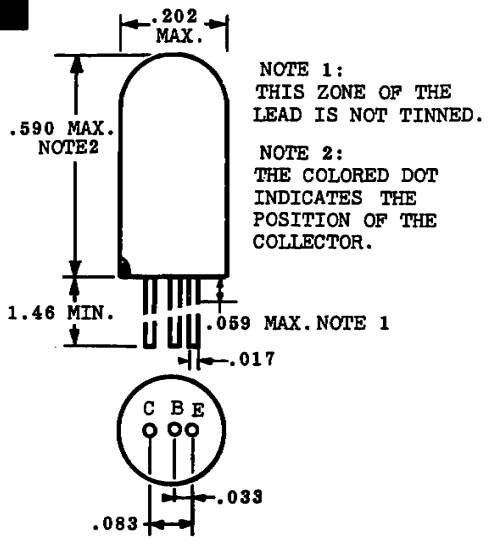 .202
MAX.
NOTE 1:
THIS ZONE OF THE
LEAD IS NOT TINNED.
.590 MAX.
NOTE2
NOTE 2:
THE COLORED DOT
INDICATES THE
POSITION OF THE
COLLECTOR.
1.46 MIN.
.059 MAX. NOTE 1
.017
C B E
.033
.083